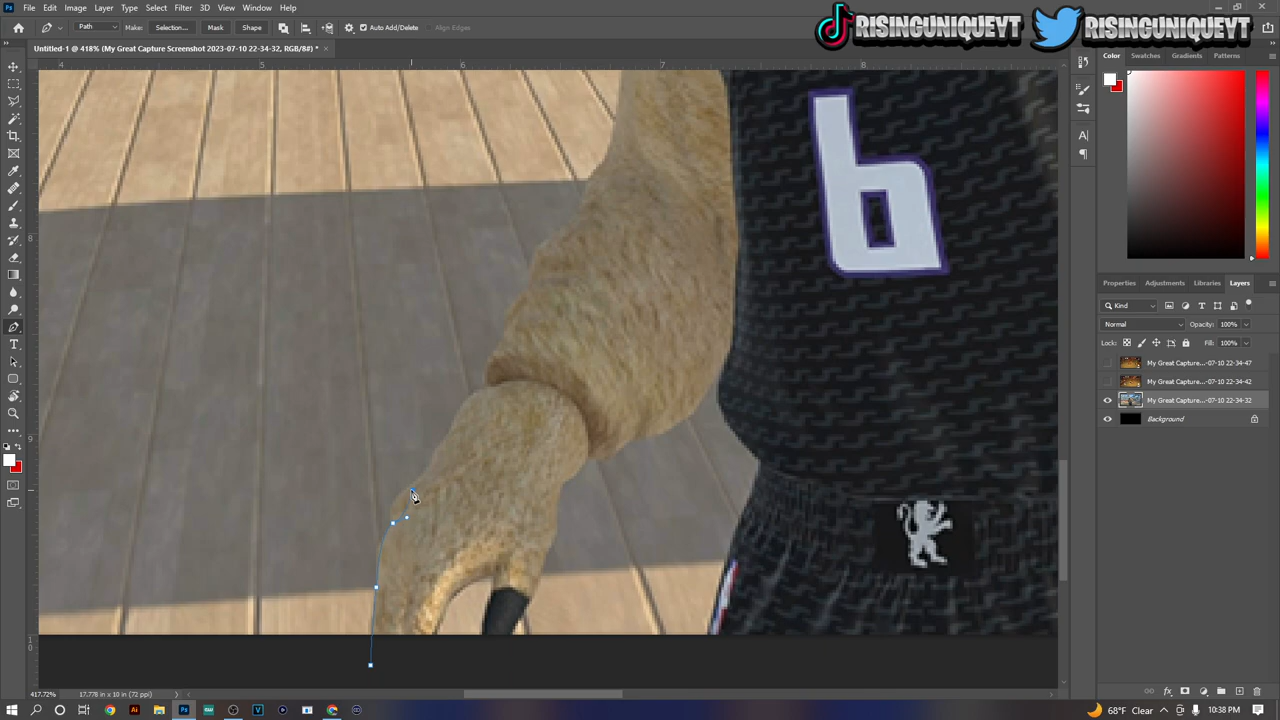 File Edit Image Layer Type Select Filter 3D View Window Help
Path Make: Selection... Mask Shape Auto Add/Delete Align Edges
RISINGUNIQUEYT RISINGUNIQUEYT
Untitled-1 @ 418% (My Great Capture Screenshot 2023-07-10 22-34-32, RGB/8#) *
Color Swatches Gradients Patterns
4 5 6 7 8
8
9
10
6
Properties Adjustments Libraries Layers
Kind
Normal Opacity: 100%
Lock: Fill: 100%
My Great Capture...-07-10 22-34-47
My Great Capture...-07-10 22-34-42
My Great Capture...-07-10 22-34-32
Background
417.72% 17.778 in x 10 in (72 ppi)
68°F Clear 10:38 PM